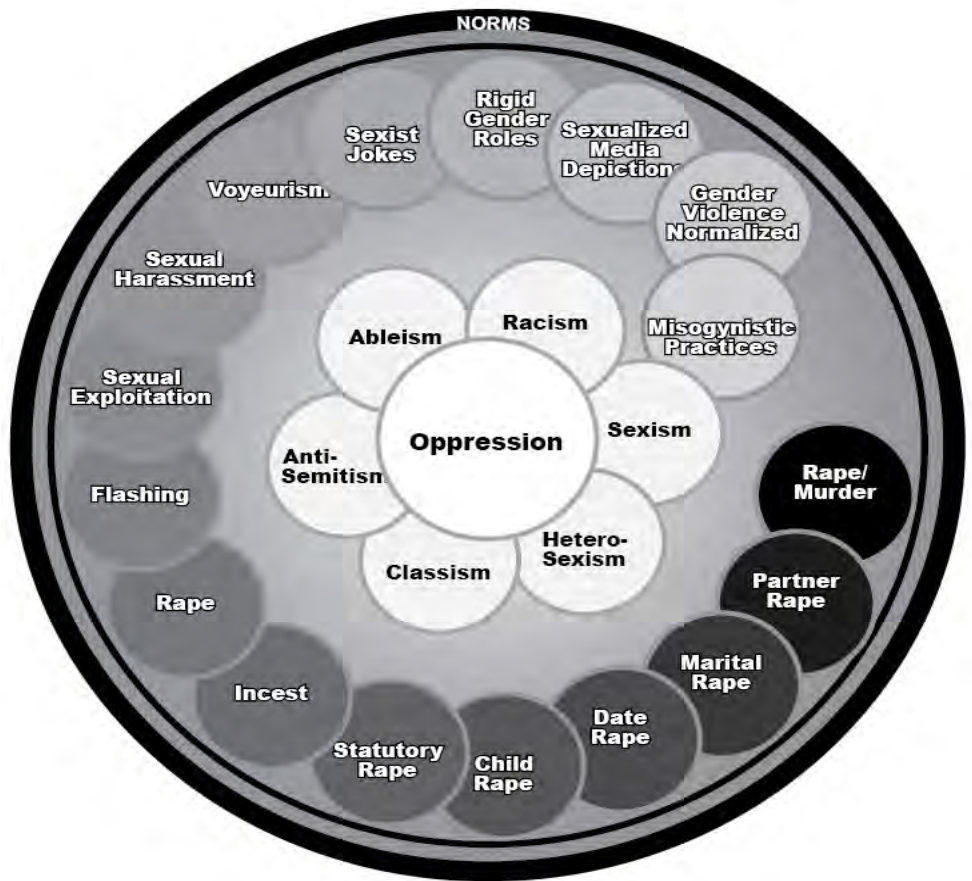 NORMS
Rigid
Gender
Roles
Sexualized
Media
Depictions
Gender
Violence
Normalized
Misogynistic
Practices
Sexist
Jokes
Voyeurism
Sexual
Harassment
Sexual
Exploitation
Flashing
Rape
Incest
Statutory
Rape
Child
Rape
Date
Rape
Marital
Rape
Partner
Rape
Rape/
Murder
Ableism
Racism
Sexism
Hetero-
Sexism
Classism
Anti-
Semitism
Oppression